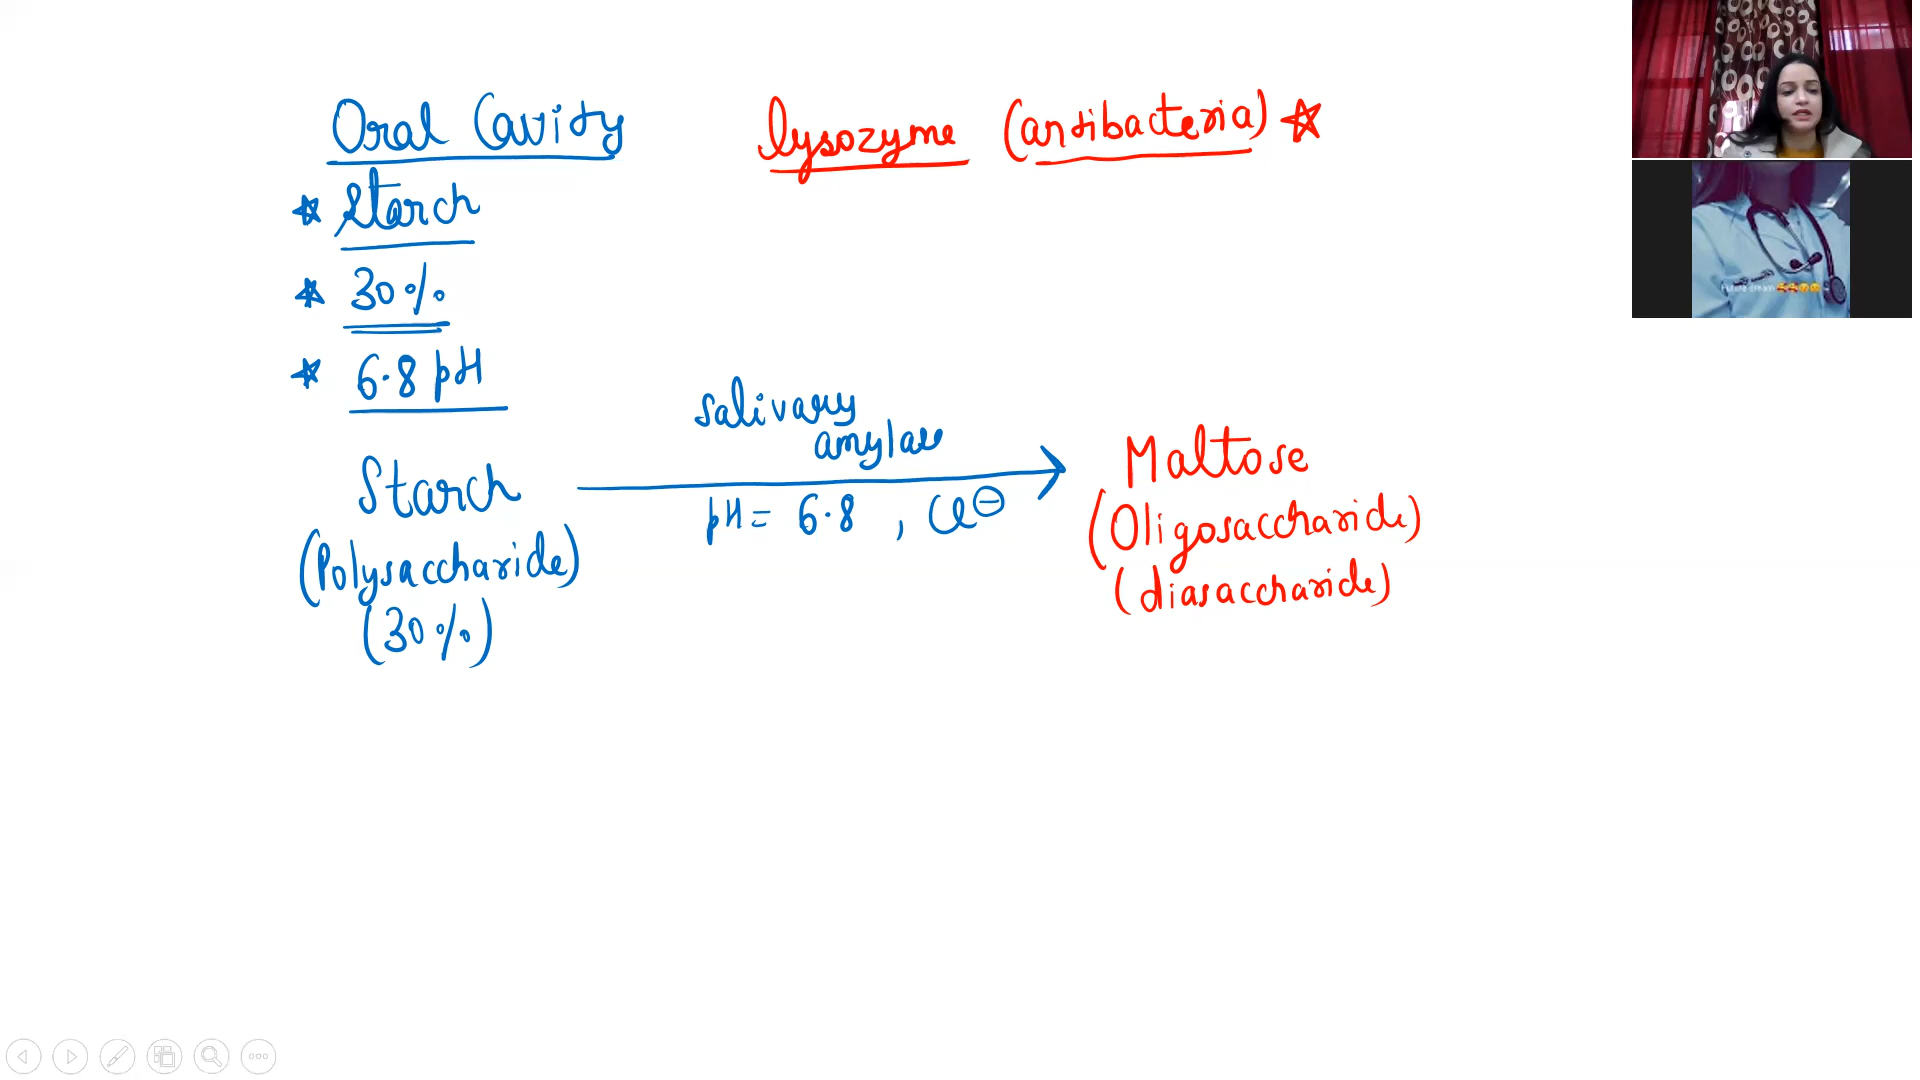 Oral Cavity
lysozyme (antibacteria) ☆
☆ Starch
☆ 30%
☆ 6.8 pH
salivary
amylase
Starch
Maltose
pH = 6.8 , Cl⊖
(Polysaccharide)
(Oligosaccharide)
(30%)
(diasaccharide)